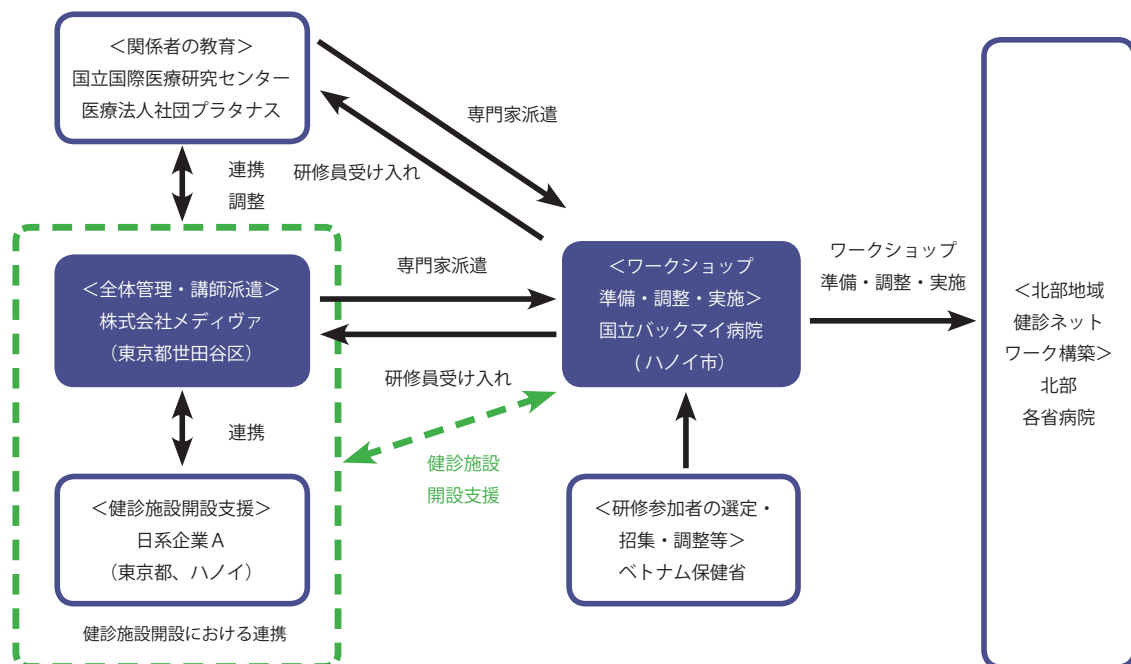 ＜関係者の教育＞
国立国際医療研究センター
医療法人社団プラタナス
専門家派遣
研修員受け入れ
連携
調整
＜全体管理・講師派遣＞
株式会社メディヴァ
（東京都世田谷区）
専門家派遣
研修員受け入れ
＜ワークショップ
準備・調整・実施＞
国立バックマイ病院
( ハノイ市）
ワークショップ
準備・調整・実施
＜北部地域
健診ネット
ワーク構築＞
北部
各省病院
連携
健診施設
開設支援
＜健診施設開設支援＞
日系企業Ａ
（東京都、ハノイ）
健診施設開設における連携
＜研修参加者の選定・
招集・調整等＞
ベトナム保健省